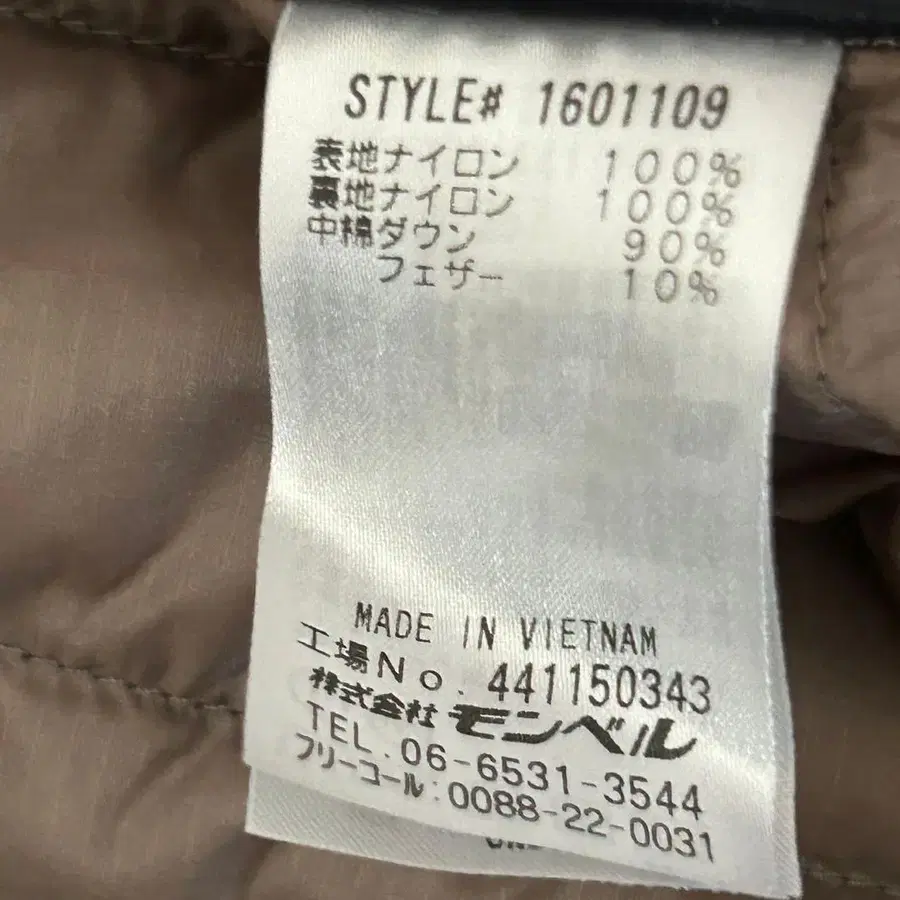 STYLE# 1601109
表地ナイロン 100%
裏地ナイロン 100%
中綿ダウン 90%
フェザー 10%
MADE IN VIETNAM
工場No. 441150343
株式会社モンベル
TEL.06-6531-3544
フリーコール:0088-22-0031